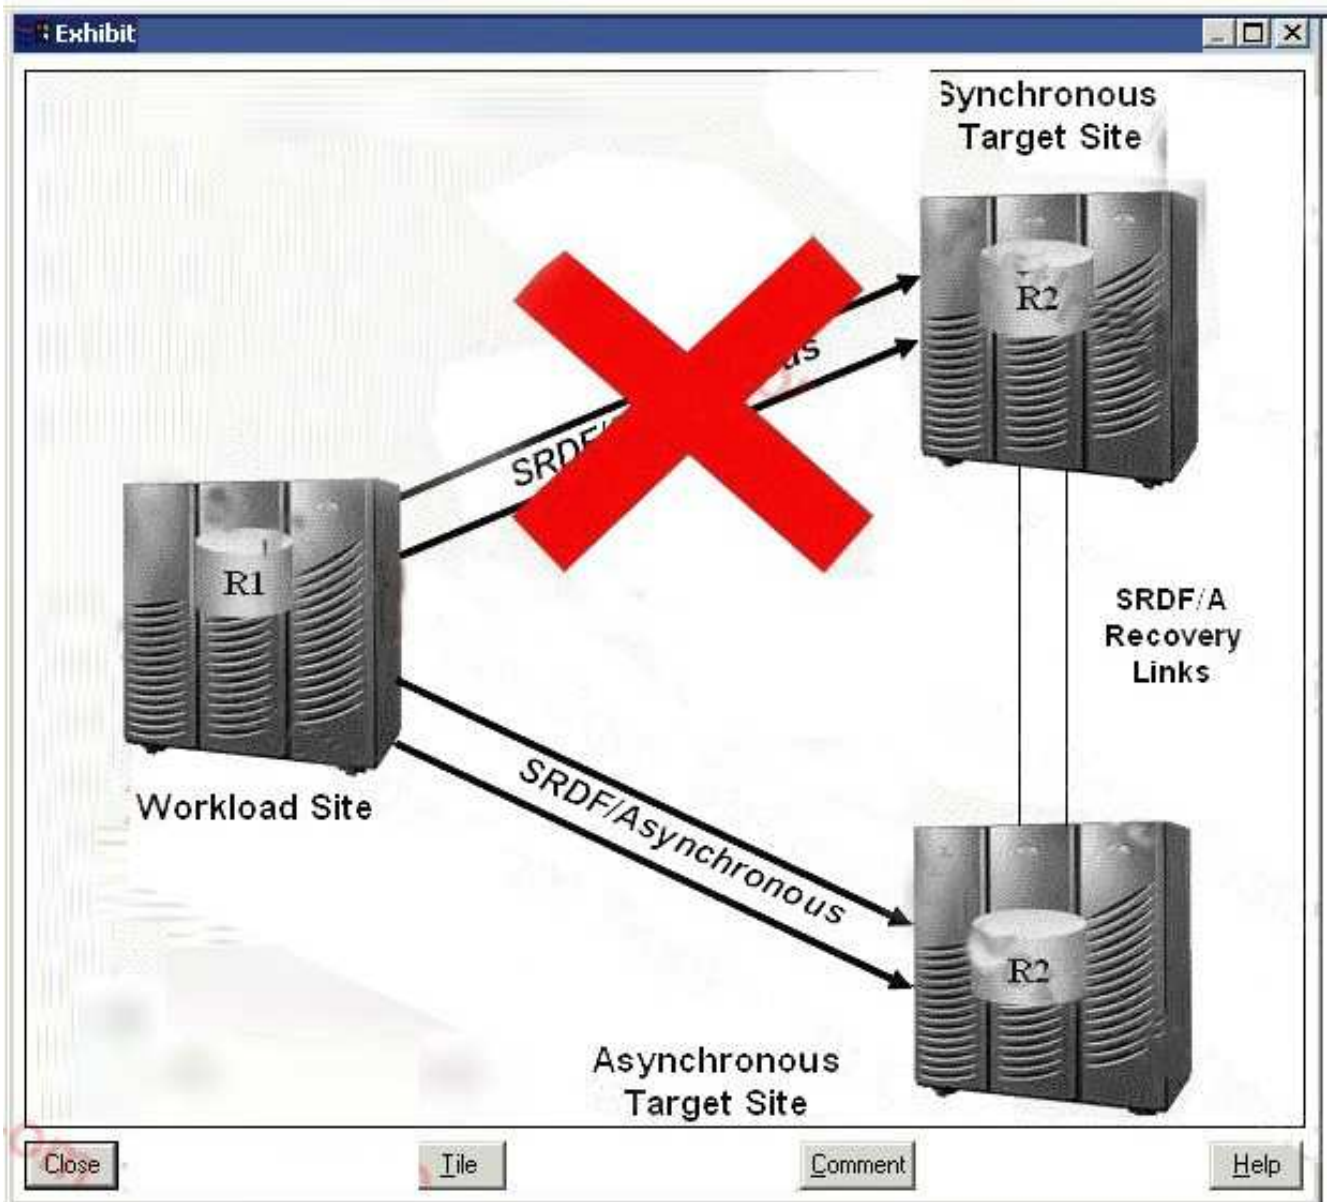 Exhibit
Synchronous
Target Site
R2
R1
SRDF/A
Recovery
Links
Workload Site
SRDF/Asynchronous
R2
Asynchronous
Target Site
Close
Tile
Comment
Help